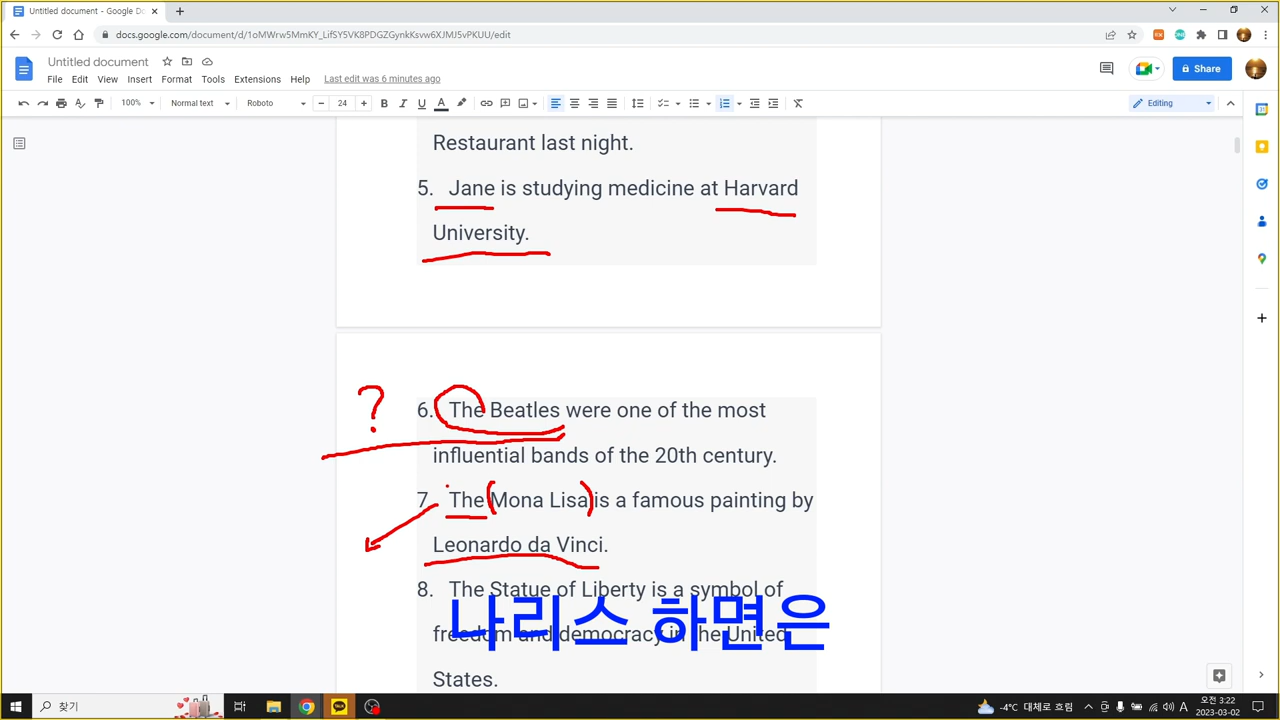 Untitled document - Google Do
docs.google.com/document/d/1oMWrw5MmKY_LifSY5VK8PDGZGynkKsvw6XJMJ5vPKUU/edit
Untitled document
File Edit View Insert Format Tools Extensions Help Last edit was 6 minutes ago
Share
100% Normal text Roboto 24 Editing
Restaurant last night.
5. Jane is studying medicine at Harvard
University.
?
6. The Beatles were one of the most
influential bands of the 20th century.
7. The (Mona Lisa) is a famous painting by
Leonardo da Vinci.
8. The Statue of Liberty is a symbol of
freedom and democracy in the United
States.
나리스 하면은
찾기
TALK
-4°C 대체로 흐림
A
오전 3:22
2023-03-02